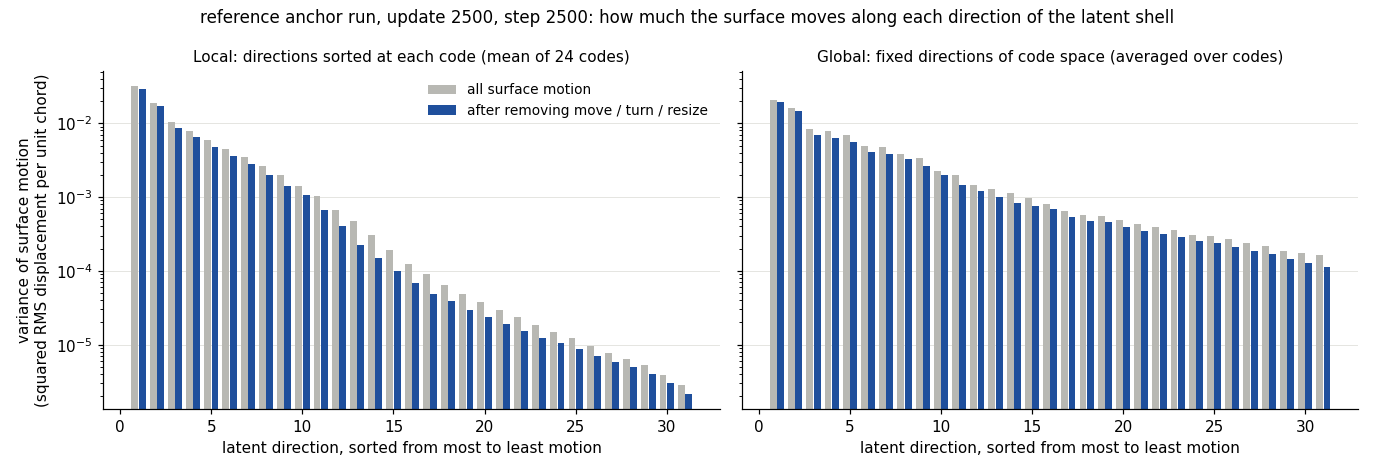 reference anchor run, update 2500, step 2500: how much the surface moves along each direction of the latent shell
Local: directions sorted at each code (mean of 24 codes)
all surface motion
after removing move / turn / resize
variance of surface motion
(squared RMS displacement per unit chord)
10⁻²
10⁻³
10⁻⁴
10⁻⁵
0 5 10 15 20 25 30
latent direction, sorted from most to least motion
Global: fixed directions of code space (averaged over codes)
0 5 10 15 20 25 30
latent direction, sorted from most to least motion